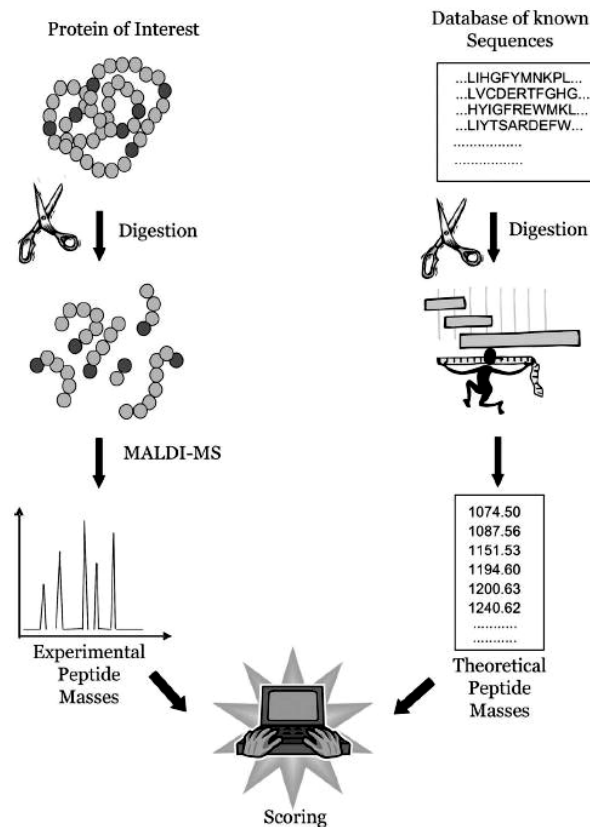 Protein of Interest
Database of known
Sequences
...LIHGFYMNKPL...
...LVCDERTFGHG...
...HYIGFREWMKL...
...LIYTSARDEFW...
..................
..................
Digestion
Digestion
MALDI-MS
1074.50
1087.56
1151.53
1194.60
1200.63
1240.62
............
............
Experimental
Peptide
Masses
Theoretical
Peptide
Masses
Scoring